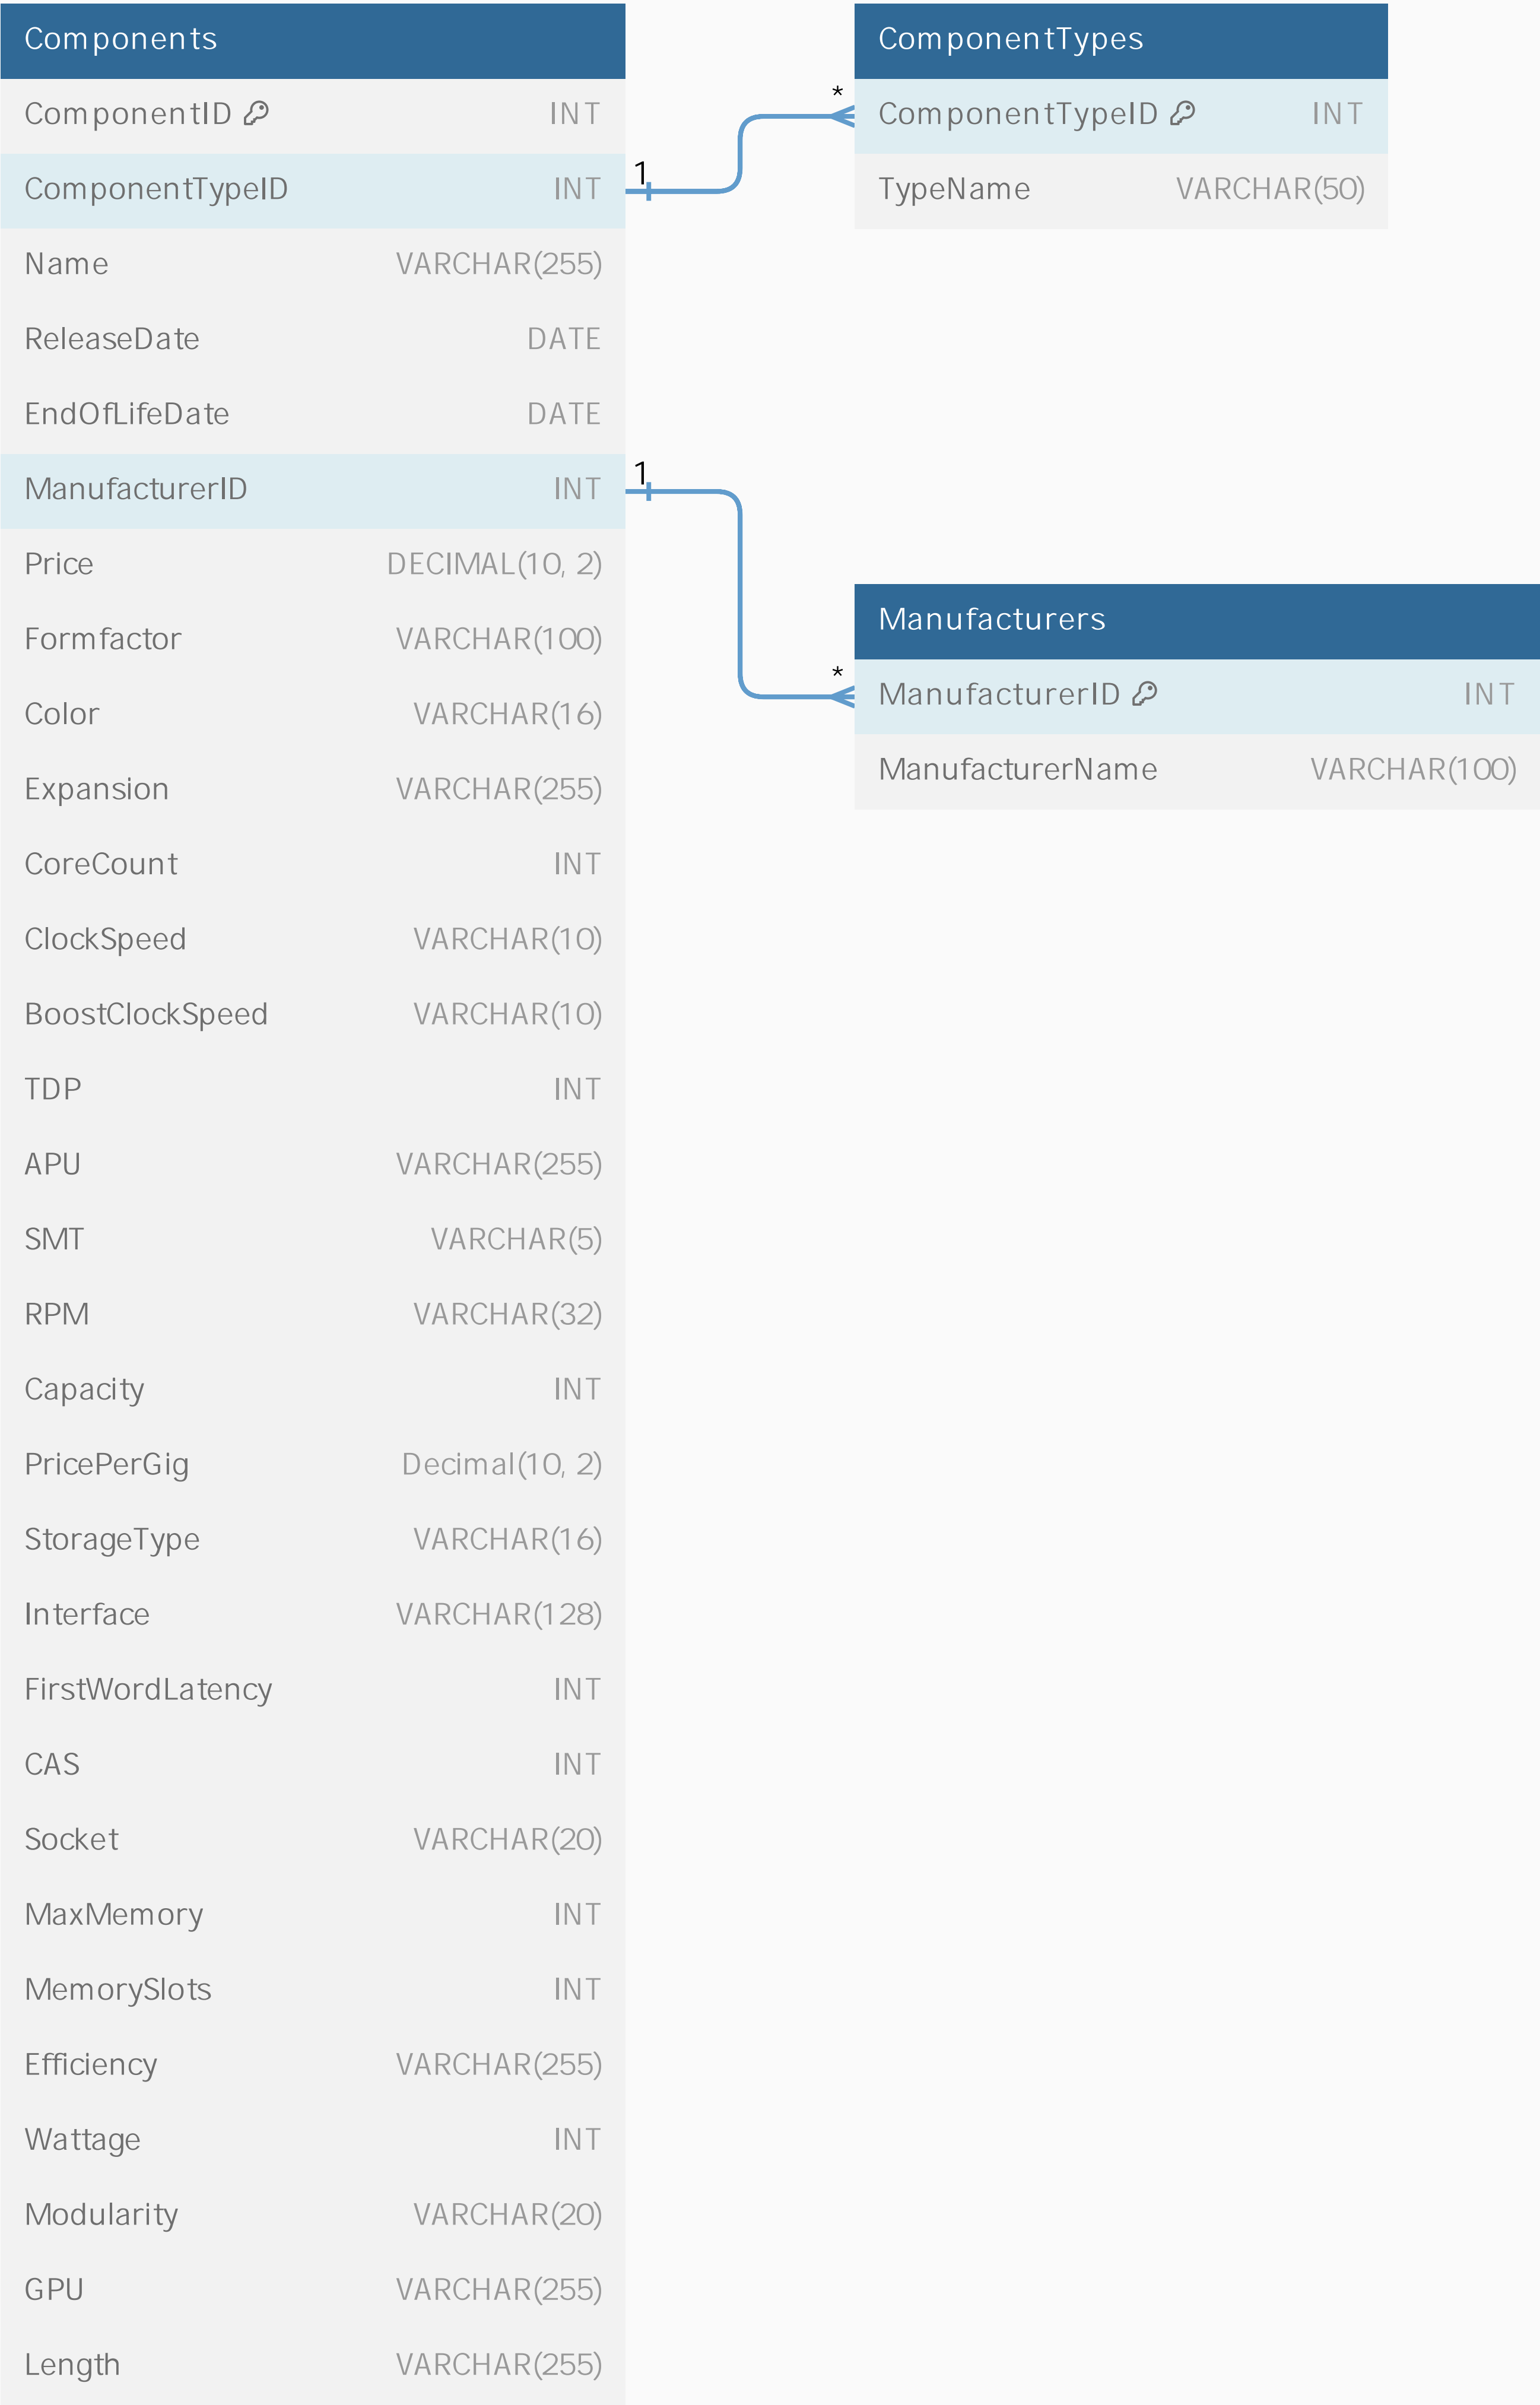 Components
ComponentID INT
ComponentTypeID INT
Name VARCHAR(255)
ReleaseDate DATE
EndOfLifeDate DATE
ManufacturerID INT
Price DECIMAL(10, 2)
Formfactor VARCHAR(100)
Color VARCHAR(16)
Expansion VARCHAR(255)
CoreCount INT
ClockSpeed VARCHAR(10)
BoostClockSpeed VARCHAR(10)
TDP INT
APU VARCHAR(255)
SMT VARCHAR(5)
RPM VARCHAR(32)
Capacity INT
PricePerGig Decimal(10, 2)
StorageType VARCHAR(16)
Interface VARCHAR(128)
FirstWordLatency INT
CAS INT
Socket VARCHAR(20)
MaxMemory INT
MemorySlots INT
Efficiency VARCHAR(255)
Wattage INT
Modularity VARCHAR(20)
GPU VARCHAR(255)
Length VARCHAR(255)
1
*
1
*
ComponentTypes
ComponentTypeID INT
TypeName VARCHAR(50)
Manufacturers
ManufacturerID INT
ManufacturerName VARCHAR(100)